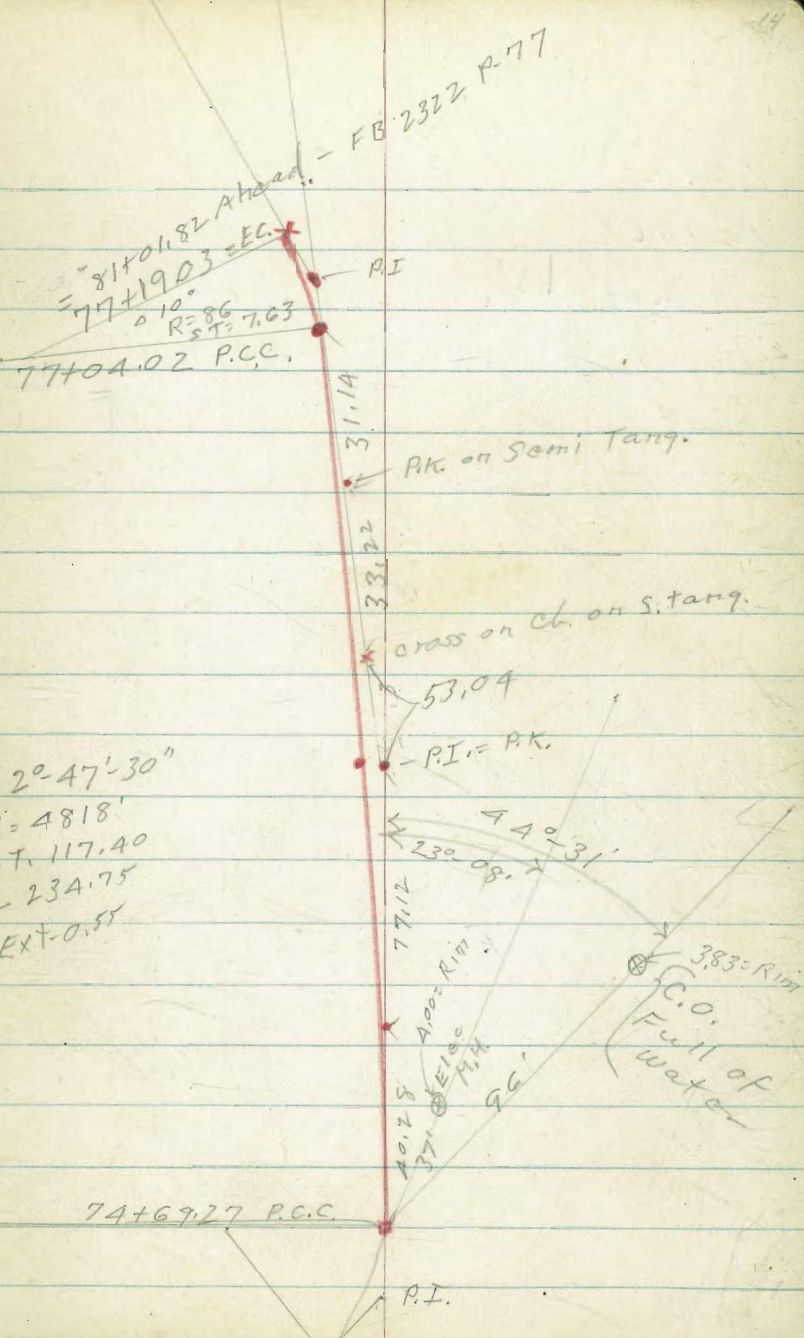 14
- FB 2322 P-77
= 81+01.82 Ahead
77+19.03 = E.C.
P.I
Δ 10°
R=86
ST=7.63
77+04.02 P.C.C.
31.14
P.K. on Semi Tang.
33.22
cross on cb. on S. tang.
53.04
- P.I. = P.K.
2°-47'-30"
= 4818'
T. 117.40
234.75
Ext-0.55
44°-31'
23°-08'
77.12
4.00=Rim
Elec
M.H.
37'
3.83=Rim
C.O.
Full of
Water
96'
40.28
74+69.27 P.C.C.
P.I.